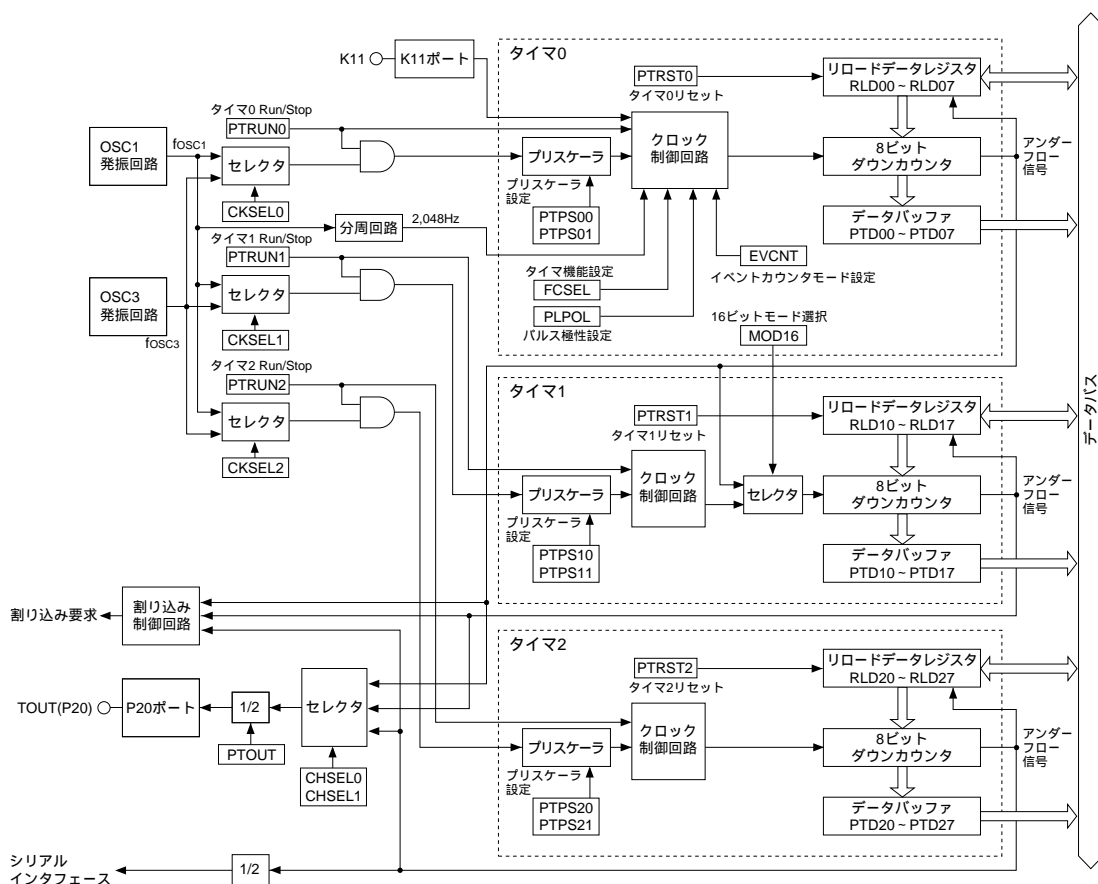 K11
K11ポート
OSC1
発振回路
fOSC1
タイマ0 Run/Stop
PTRUN0
セレクタ
CKSEL0
分周回路
2,048Hz
OSC3
発振回路
fOSC3
タイマ1 Run/Stop
PTRUN1
セレクタ
CKSEL1
タイマ2 Run/Stop
PTRUN2
セレクタ
CKSEL2
タイマ0
PTRST0
タイマ0リセット
リロードデータレジスタ
RLD00~RLD07
プリスケーラ
プリスケーラ
設定
PTPS00
PTPS01
クロック
制御回路
8ビット
ダウンカウンタ
アンダー
フロー
信号
データバッファ
PTD00~PTD07
EVCNT
イベントカウンタモード設定
タイマ機能設定
FCSEL
PLPOL
パルス極性設定
16ビットモード選択
MOD16
タイマ1
PTRST1
タイマ1リセット
リロードデータレジスタ
RLD10~RLD17
プリスケーラ
プリスケーラ
設定
PTPS10
PTPS11
クロック
制御回路
セレクタ
8ビット
ダウンカウンタ
アンダー
フロー
信号
データバッファ
PTD10~PTD17
データバス
割り込み要求
割り込み
制御回路
TOUT(P20)
P20ポート
1/2
PTOUT
セレクタ
CHSEL0
CHSEL1
タイマ2
PTRST2
タイマ2リセット
リロードデータレジスタ
RLD20~RLD27
プリスケーラ
プリスケーラ
設定
PTPS20
PTPS21
クロック
制御回路
8ビット
ダウンカウンタ
アンダー
フロー
信号
データバッファ
PTD20~PTD27
シリアル
インタフェース
1/2